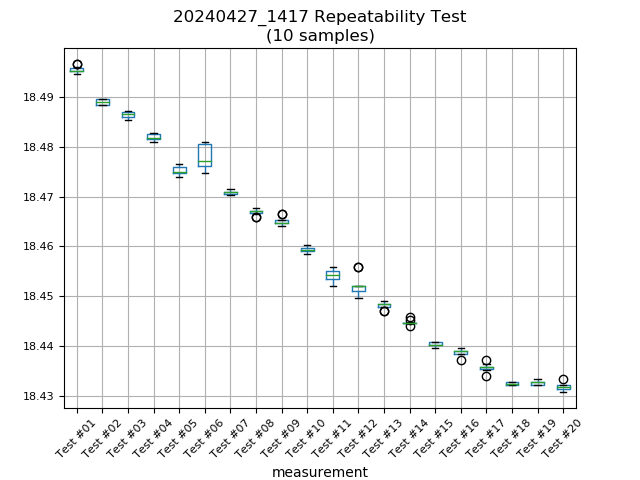 20240427_1417 Repeatability Test
(10 samples)
18.49
18.48
18.47
18.46
18.45
18.44
18.43
Test #01
Test #02
Test #03
Test #04
Test #05
Test #06
Test #07
Test #08
Test #09
Test #10
Test #11
Test #12
Test #13
Test #14
Test #15
Test #16
Test #17
Test #18
Test #19
Test #20
measurement